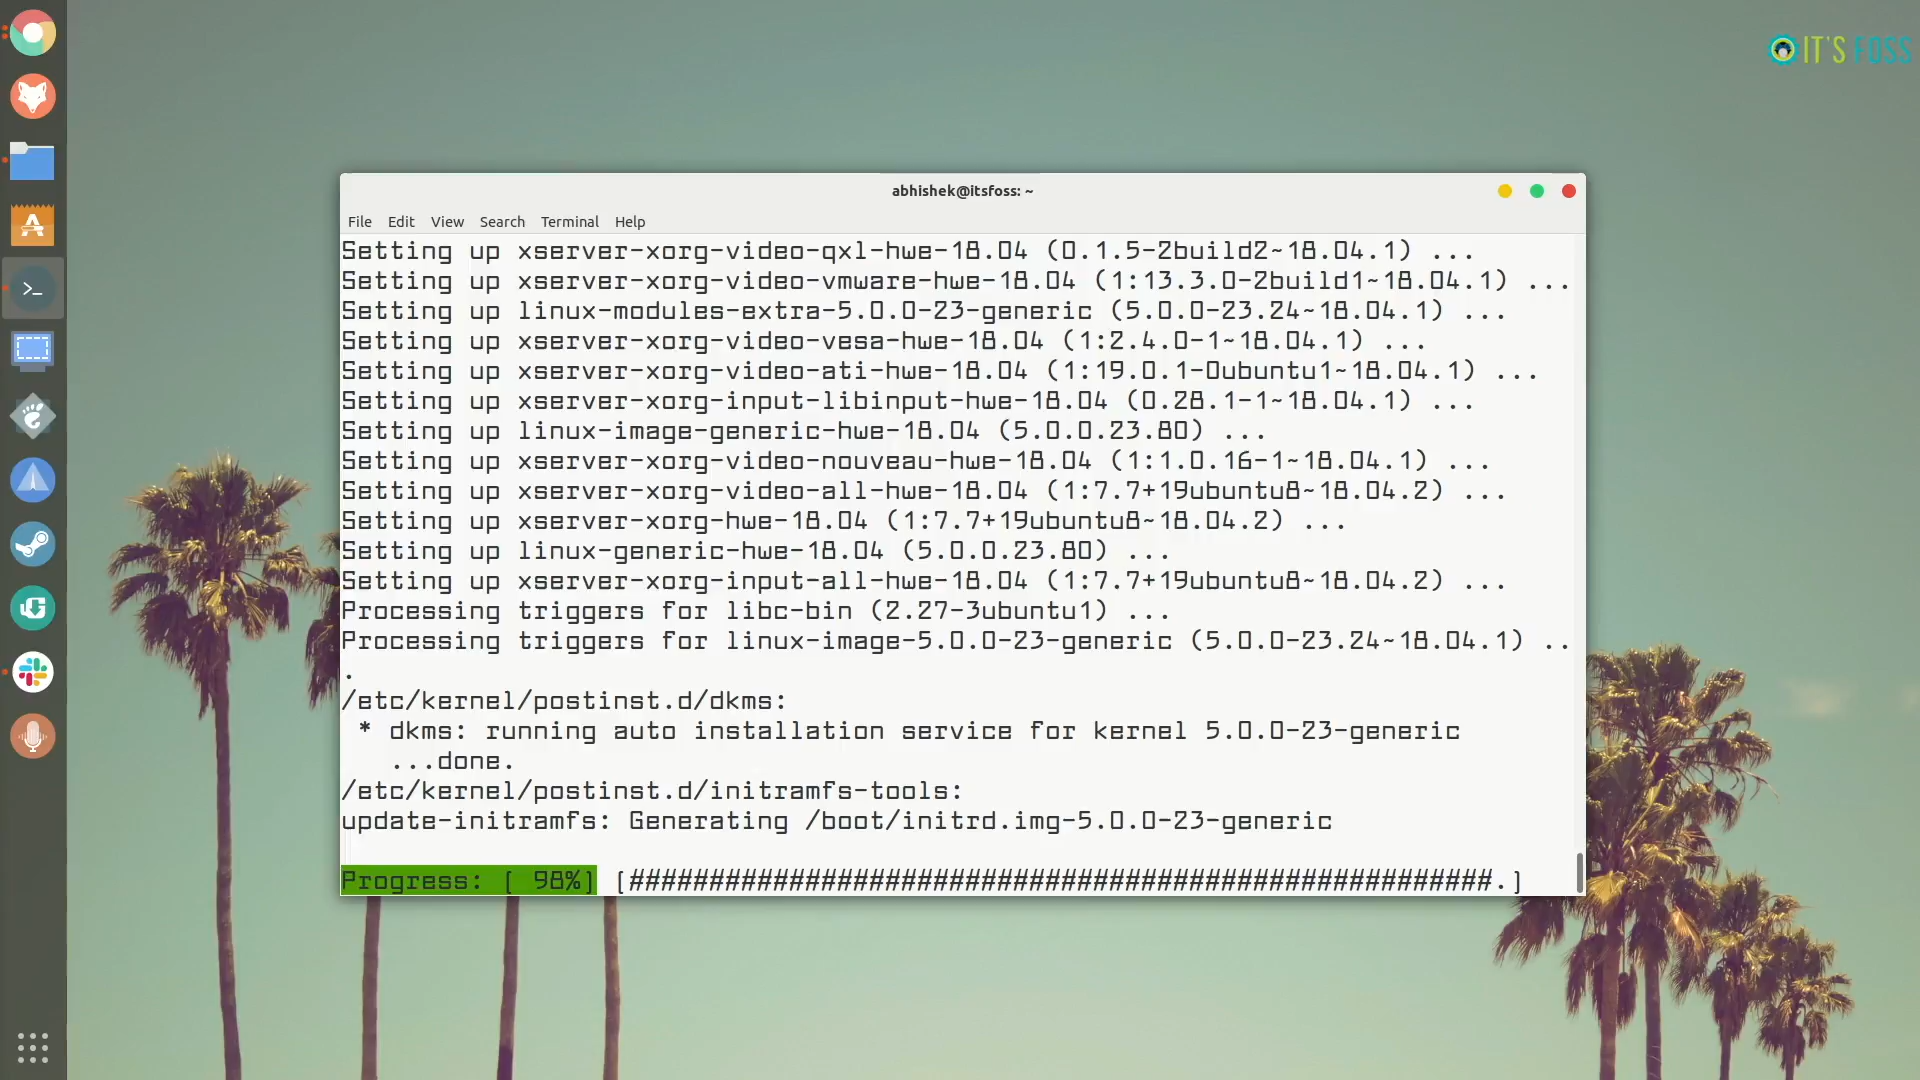 IT'S FOSS
abhishek@itsfoss: ~
File Edit View Search Terminal Help
Setting up xserver-xorg-video-qxl-hwe-18.04 (0.1.5-2build2~18.04.1) ...
Setting up xserver-xorg-video-vmware-hwe-18.04 (1:13.3.0-2build1~18.04.1) ...
Setting up linux-modules-extra-5.0.0-23-generic (5.0.0-23.24~18.04.1) ...
Setting up xserver-xorg-video-vesa-hwe-18.04 (1:2.4.0-1~18.04.1) ...
Setting up xserver-xorg-video-ati-hwe-18.04 (1:19.0.1-0ubuntu1~18.04.1) ...
Setting up xserver-xorg-input-libinput-hwe-18.04 (0.28.1-1~18.04.1) ...
Setting up linux-image-generic-hwe-18.04 (5.0.0.23.80) ...
Setting up xserver-xorg-video-nouveau-hwe-18.04 (1:1.0.16-1~18.04.1) ...
Setting up xserver-xorg-video-all-hwe-18.04 (1:7.7+19ubuntu8~18.04.2) ...
Setting up xserver-xorg-hwe-18.04 (1:7.7+19ubuntu8~18.04.2) ...
Setting up linux-generic-hwe-18.04 (5.0.0.23.80) ...
Setting up xserver-xorg-input-all-hwe-18.04 (1:7.7+19ubuntu8~18.04.2) ...
Processing triggers for libc-bin (2.27-3ubuntu1) ...
Processing triggers for linux-image-5.0.0-23-generic (5.0.0-23.24~18.04.1) ..
.
/etc/kernel/postinst.d/dkms:
 * dkms: running auto installation service for kernel 5.0.0-23-generic
   ...done.
/etc/kernel/postinst.d/initramfs-tools:
update-initramfs: Generating /boot/initrd.img-5.0.0-23-generic
Progress: [ 98%] [######################################################.]